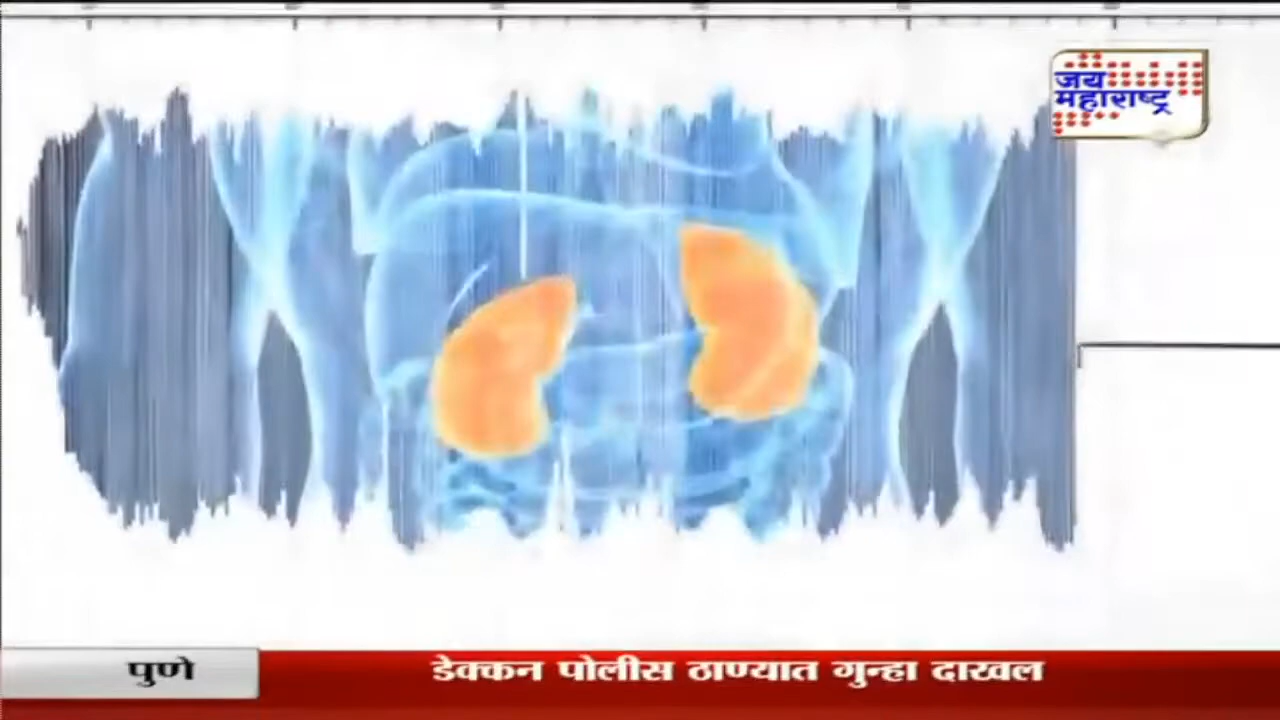 जय
महाराष्ट्र
पुणे
डेक्कन पोलीस ठाण्यात गुन्हा दाखल